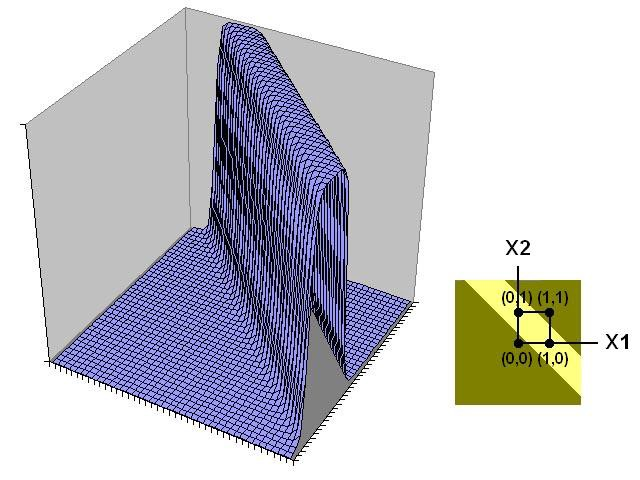 X2
(0,1) (1,1)
X1
(0,0) (1,0)